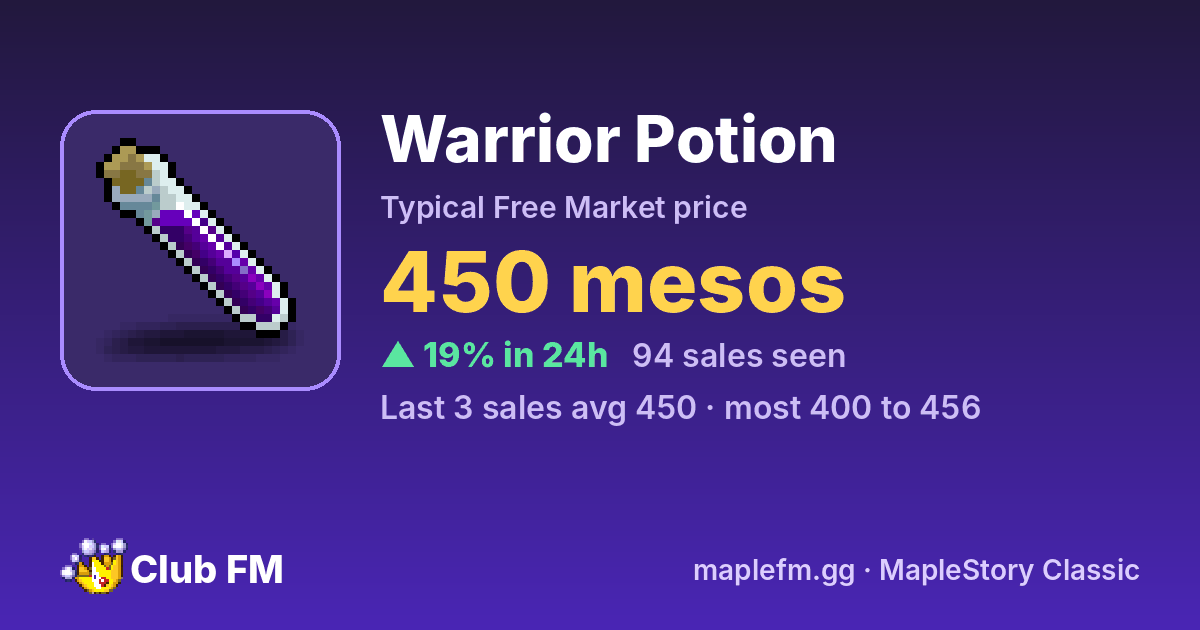 Warrior Potion
Typical Free Market price
450 mesos
▲ 19% in 24h 94 sales seen
Last 3 sales avg 450 · most 400 to 456
Club FM
maplefm.gg · MapleStory Classic